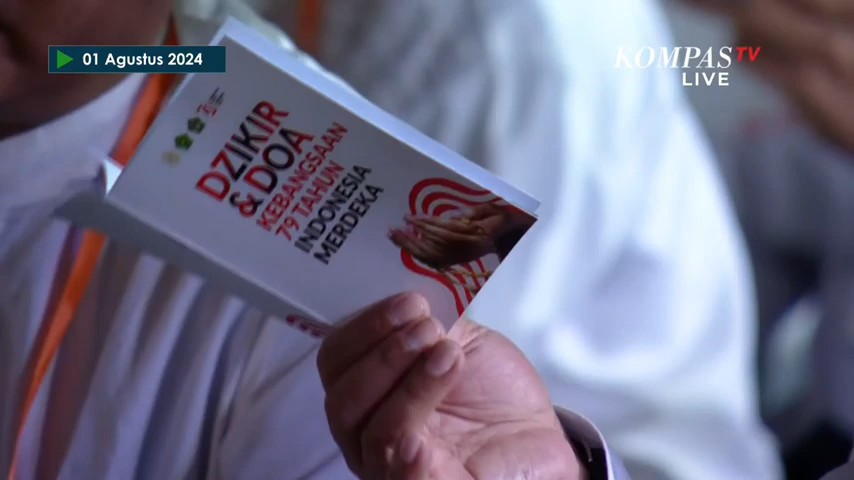 01 Agustus 2024
KOMPAS TV
LIVE
DZIKIR
& DOA
KEBANGSAAN
79 TAHUN
INDONESIA
MERDEKA